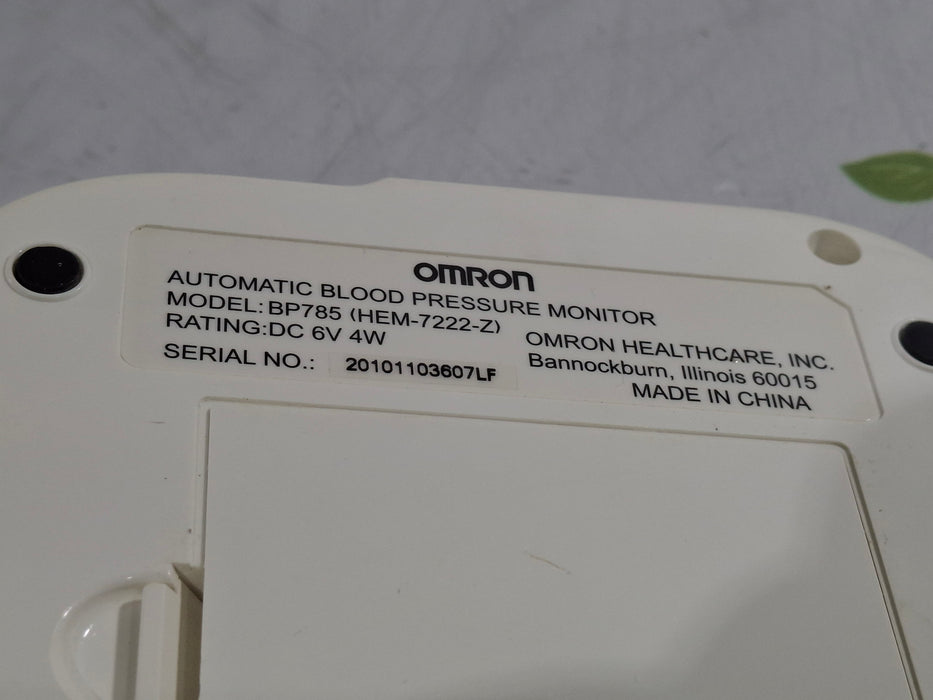 OMRON
AUTOMATIC BLOOD PRESSURE MONITOR
MODEL: BP785 (HEM-7222-Z)
RATING:DC 6V 4W
SERIAL NO.: 20101103607LF
OMRON HEALTHCARE, INC.
Bannockburn, Illinois 60015
MADE IN CHINA